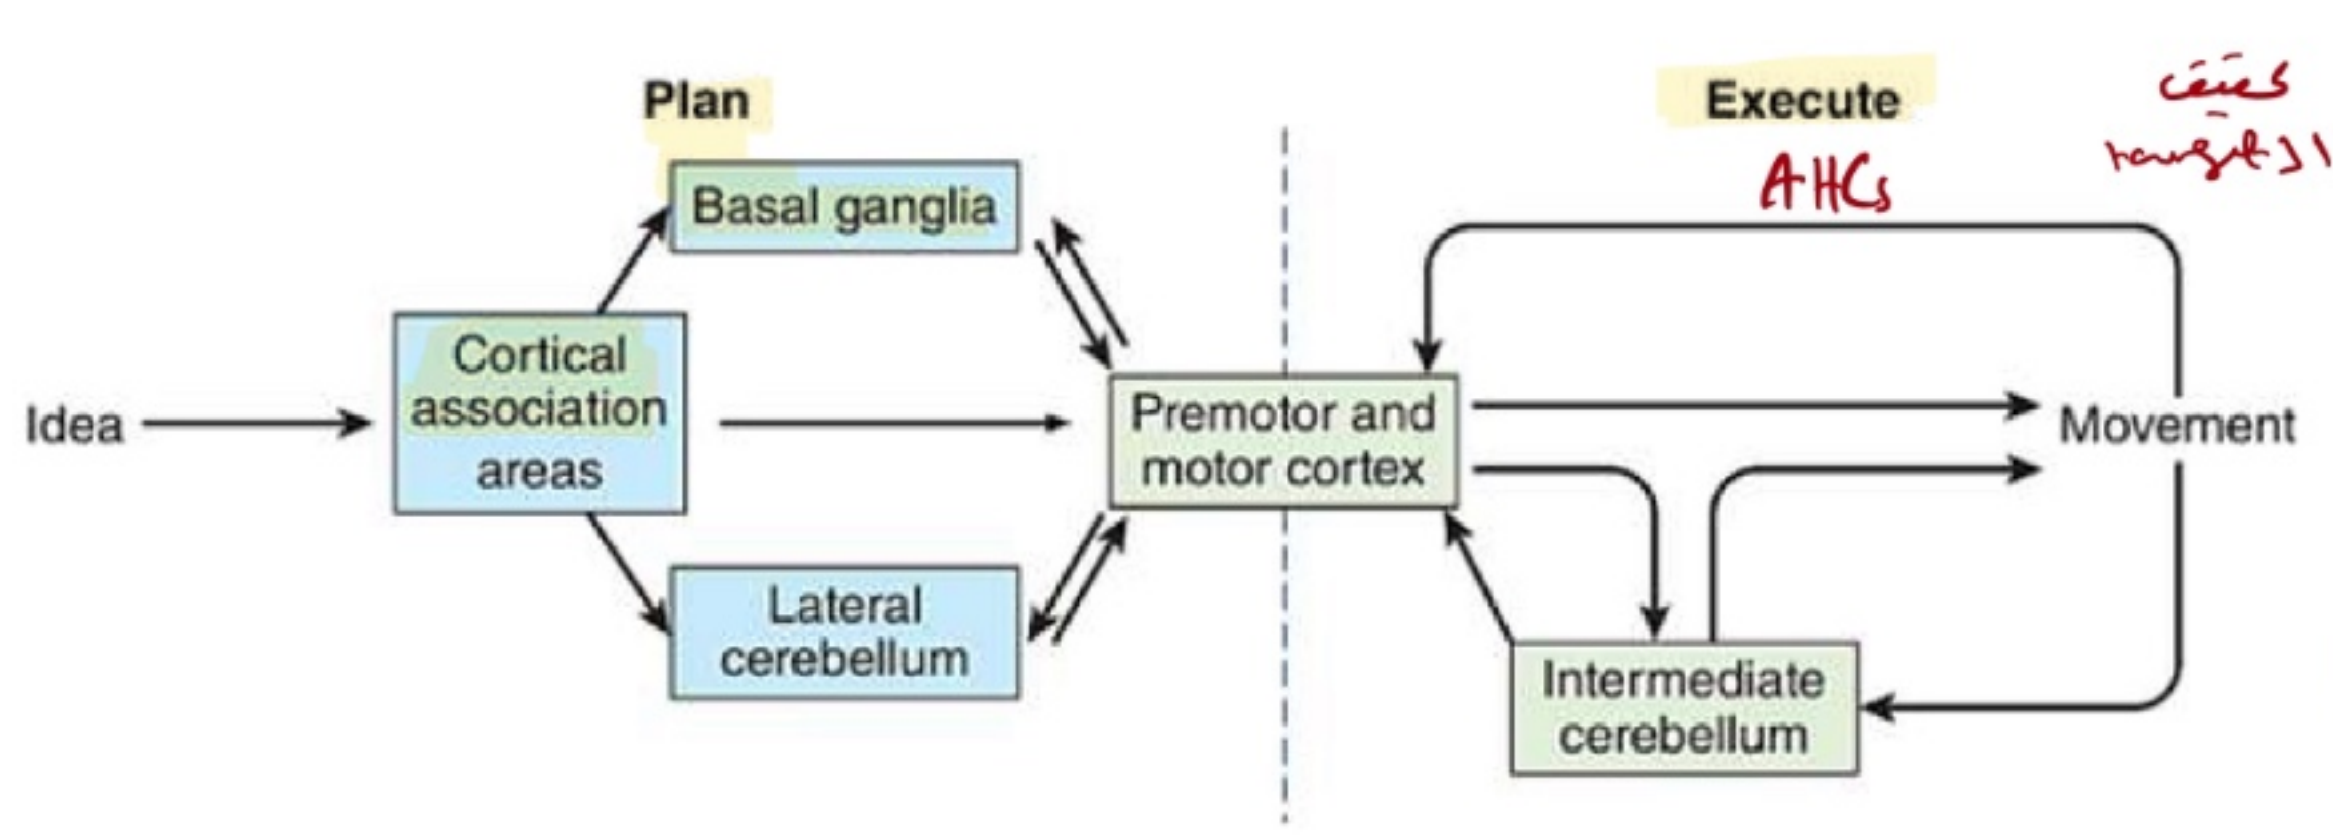 Plan
Execute
AHCs
Basal ganglia
Cortical
association
areas
Idea
Premotor and
motor cortex
Movement
Lateral
cerebellum
Intermediate
cerebellum